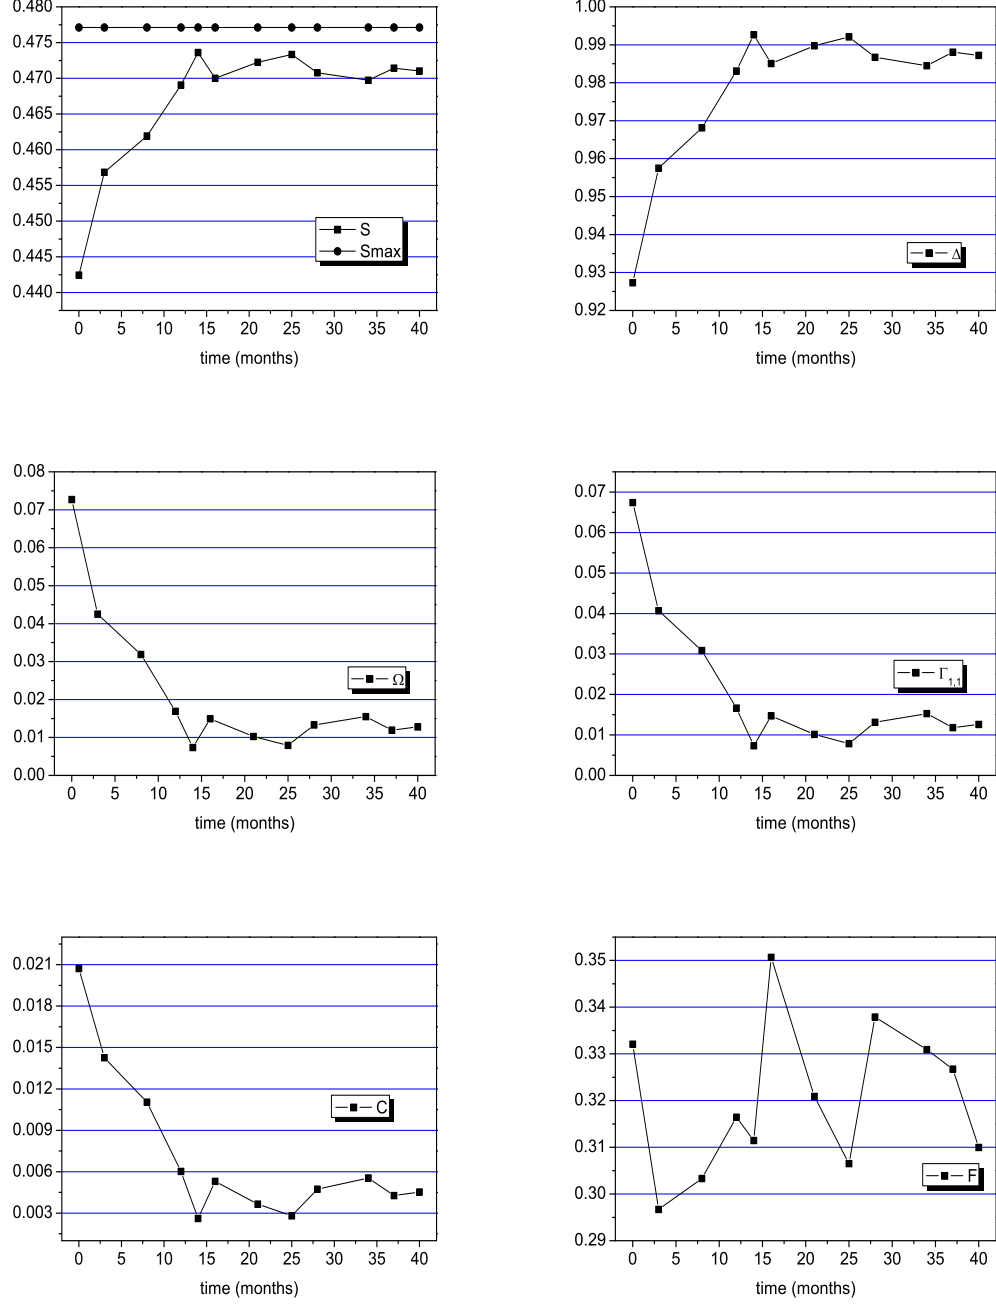 0.480
0.475
0.470
0.465
0.460
0.455
0.450
0.445
0.440
S
Smax
0 5 10 15 20 25 30 35 40
time (months)
1.00
0.99
0.98
0.97
0.96
0.95
0.94
0.93
0.92
Δ
0 5 10 15 20 25 30 35 40
time (months)
0.08
0.07
0.06
0.05
0.04
0.03
0.02
0.01
0.00
Ω
0 5 10 15 20 25 30 35 40
time (months)
0.07
0.06
0.05
0.04
0.03
0.02
0.01
0.00
Γ1,1
0 5 10 15 20 25 30 35 40
time (months)
0.021
0.018
0.015
0.012
0.009
0.006
0.003
C
0 5 10 15 20 25 30 35 40
time (months)
0.35
0.34
0.33
0.32
0.31
0.30
0.29
F
0 5 10 15 20 25 30 35 40
time (months)